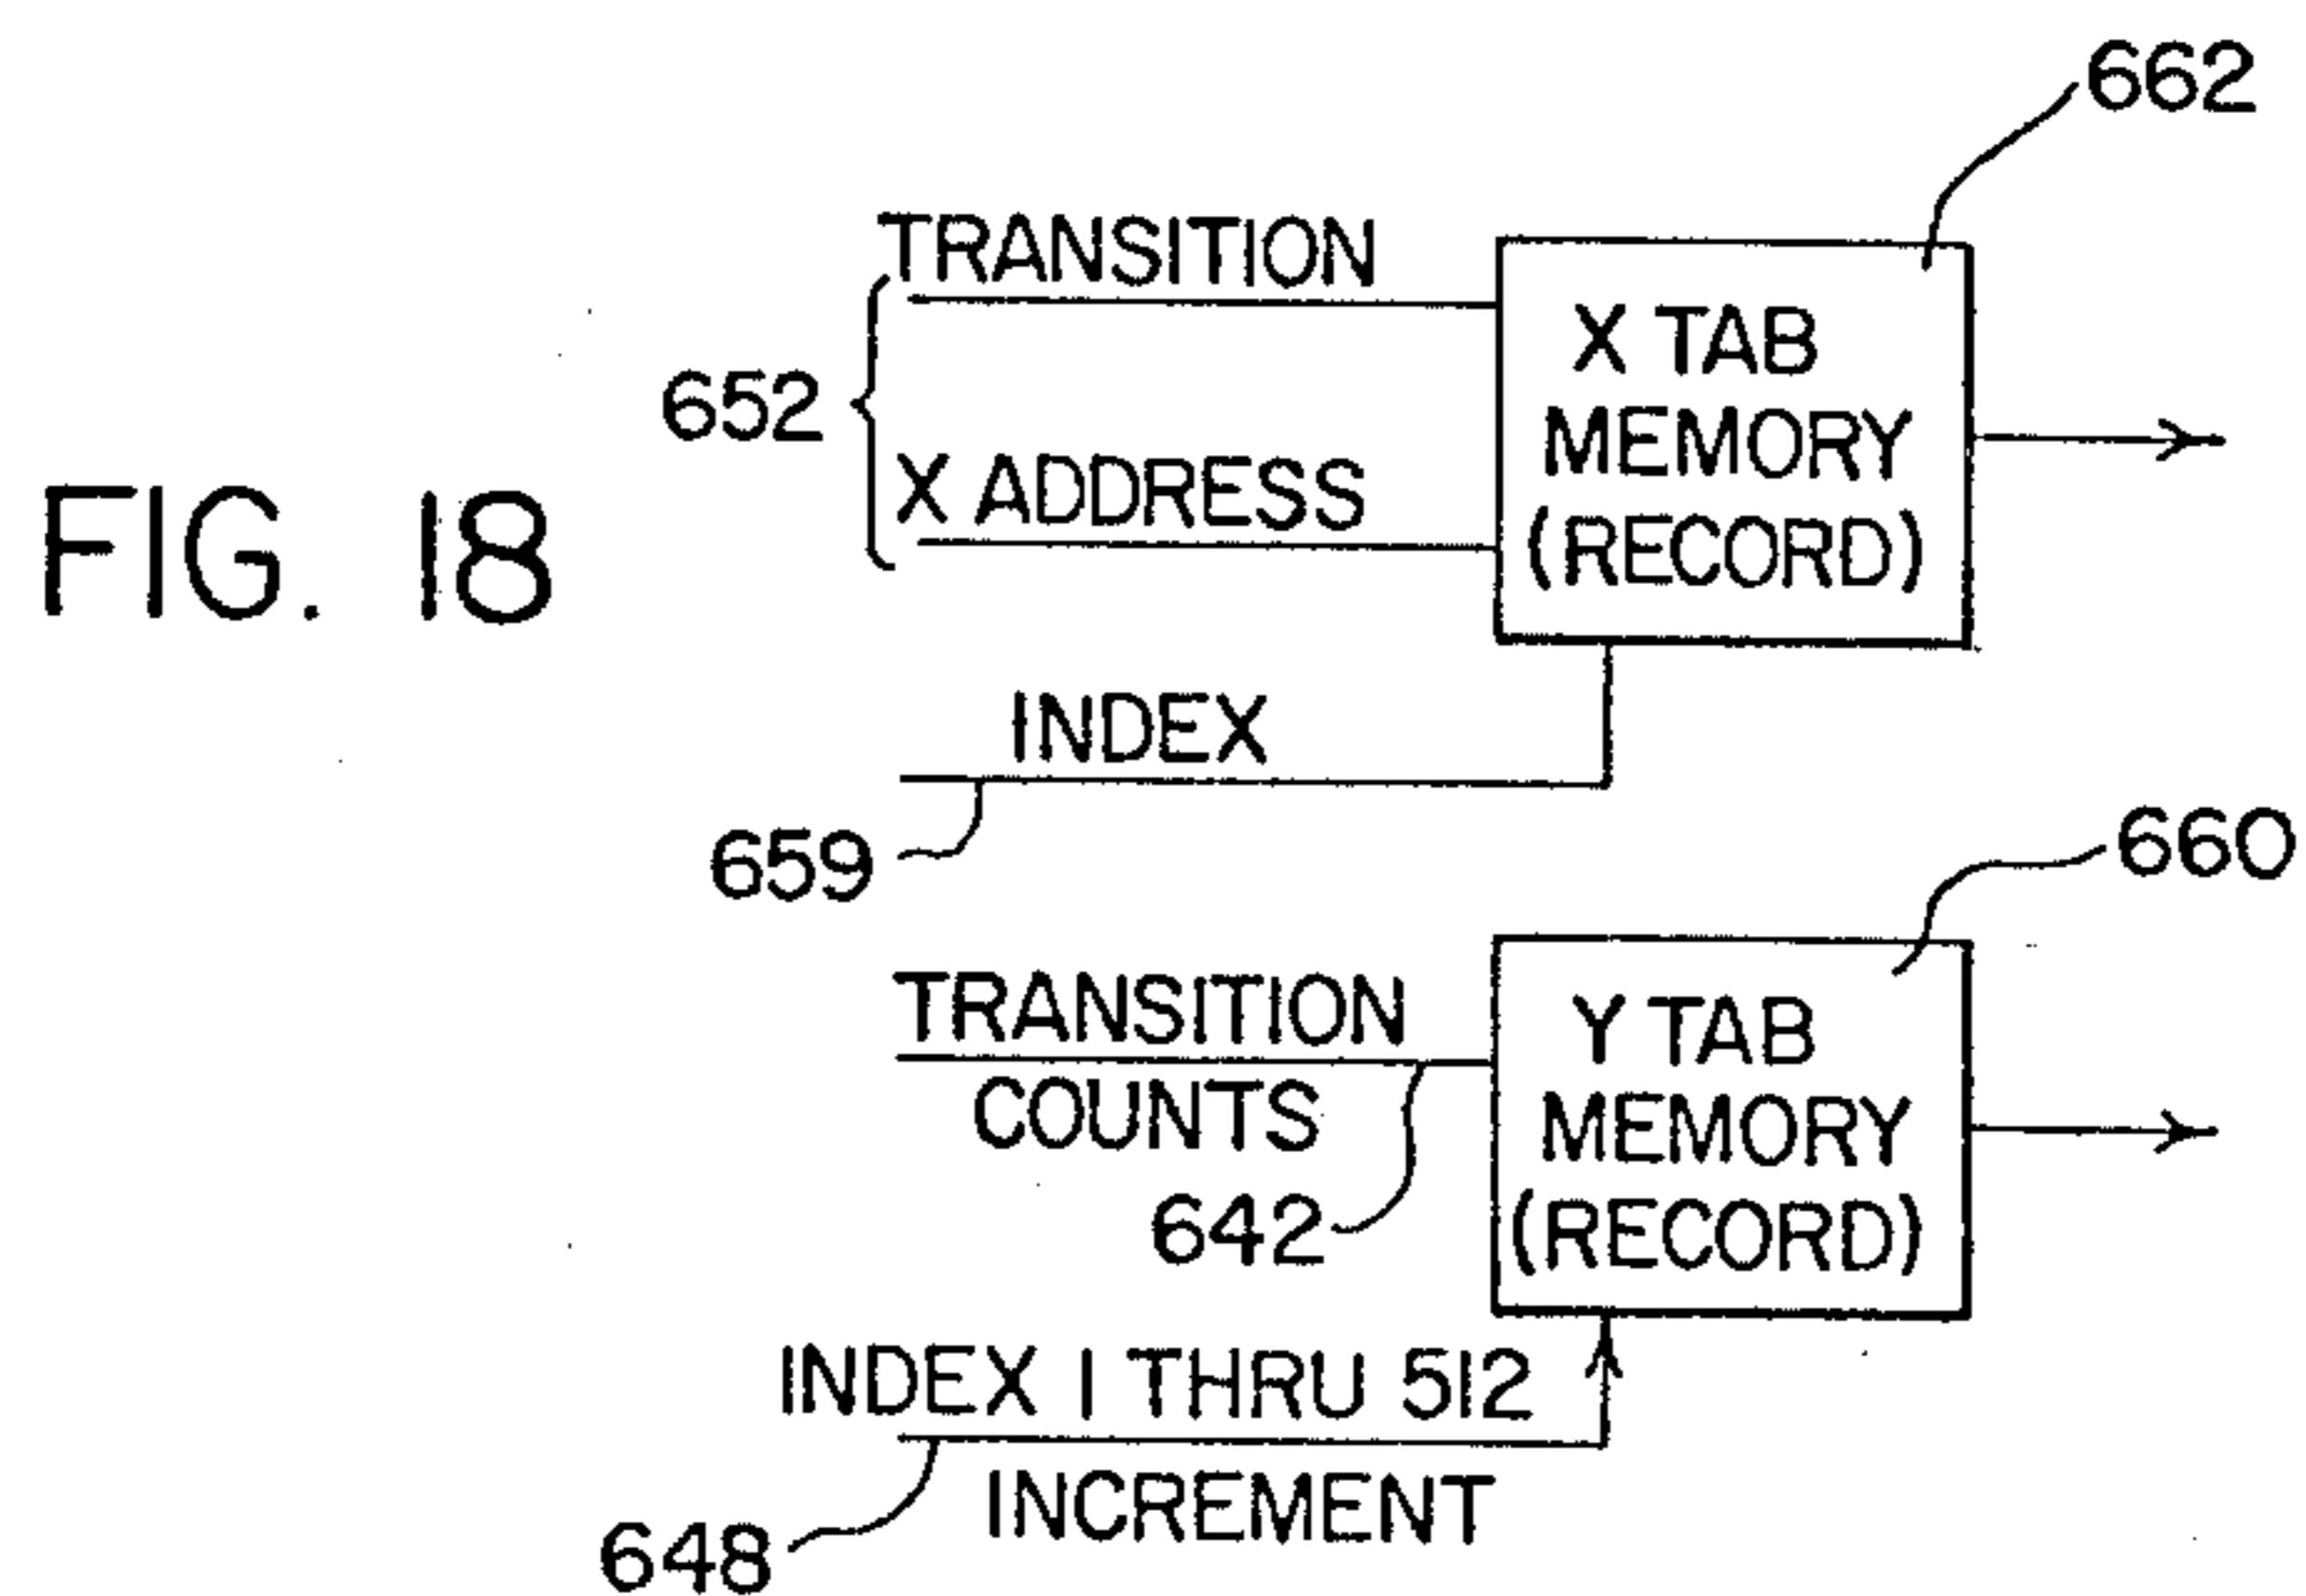 FIG. 18
662
TRANSITION
652
X ADDRESS
X TAB
MEMORY
(RECORD)
INDEX
659
660
TRANSITION
COUNTS
642
Y TAB
MEMORY
(RECORD)
INDEX 1 THRU 512
INCREMENT
648